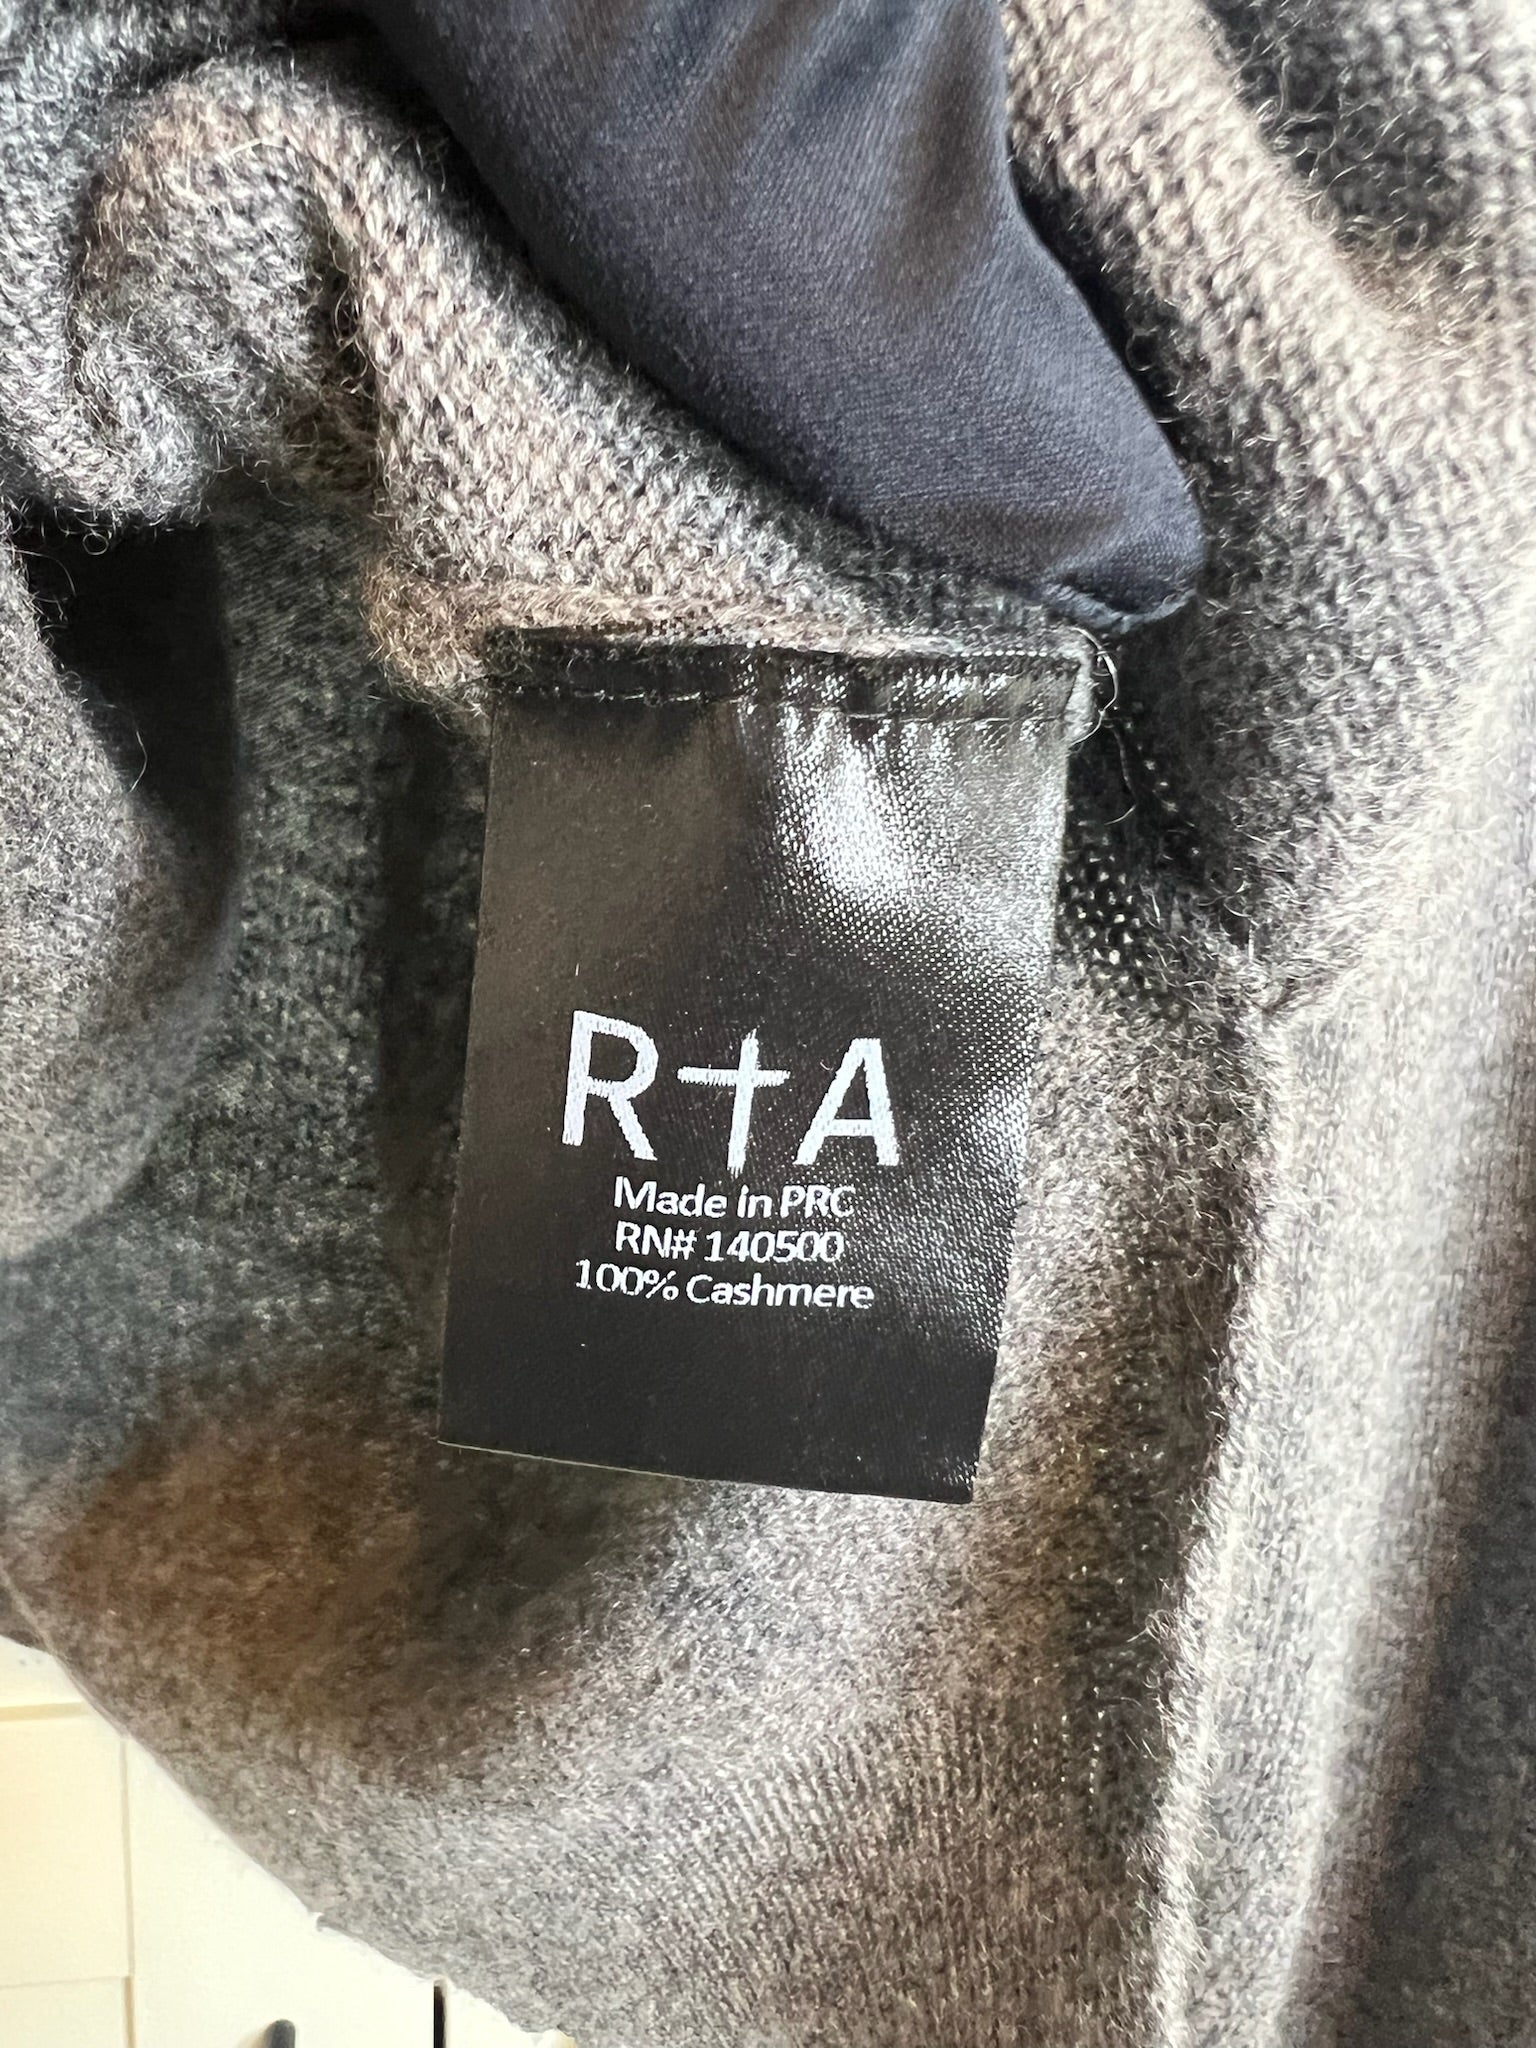 R†A
Made in PRC
RN# 140500
100% Cashmere